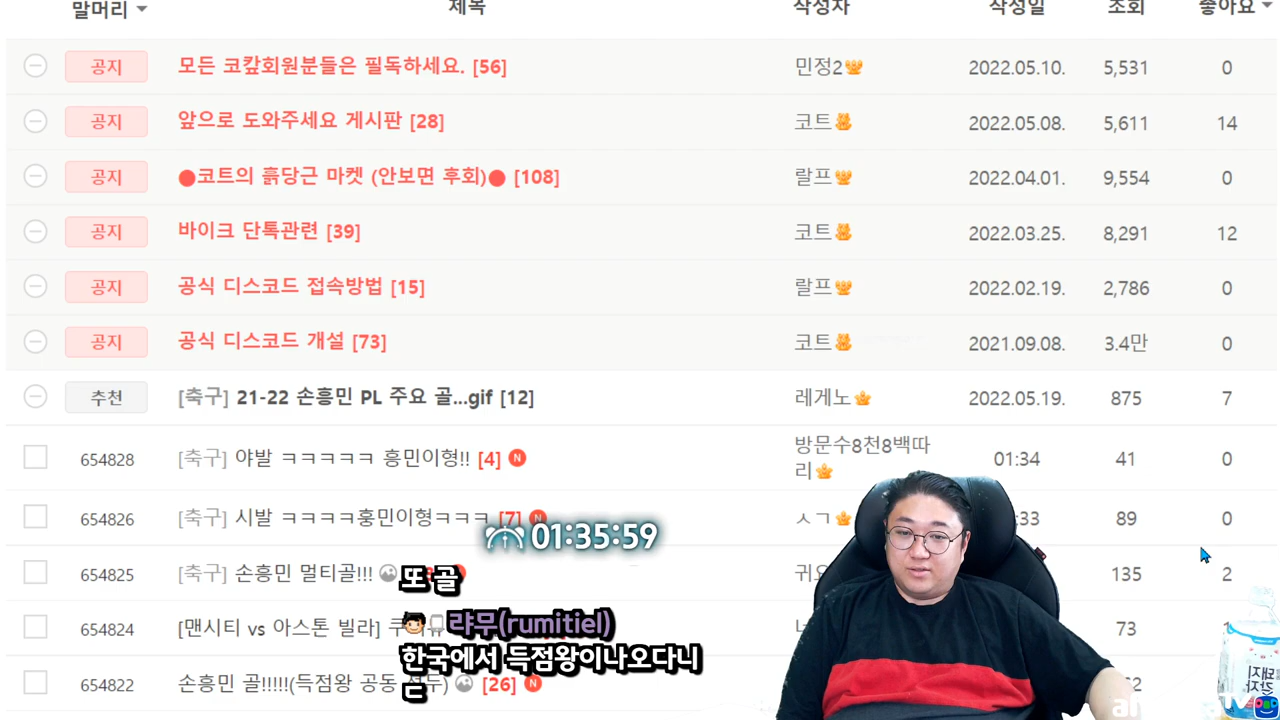 말머리 제목 작성자 작성일 조회 좋아요
공지 모든 코칸회원분들은 필독하세요. [56] 민정2 2022.05.10. 5,531 0
공지 앞으로 도와주세요 게시판 [28] 코트 2022.05.08. 5,611 14
공지 ●코트의 흙당근 마켓 (안보면 후회)● [108] 랄프 2022.04.01. 9,554 0
공지 바이크 단톡관련 [39] 코트 2022.03.25. 8,291 12
공지 공식 디스코드 접속방법 [15] 랄프 2022.02.19. 2,786 0
공지 공식 디스코드 개설 [73] 코트 2021.09.08. 3.4만 0
추천 [축구] 21-22 손흥민 PL 주요 골...gif [12] 레게노 2022.05.19. 875 7
654828 [축구] 야발 ㅋㅋㅋㅋㅋ 흥민이형!! [4] N 방문수8천8백따리 01:34 41 0
654826 [축구] 시발 ㅋㅋㅋㅋ훙민이형ㅋㅋㅋ [7] N ㅅㄱ :33 89 0
01:35:59
654825 [축구] 손흥민 멀티골!!! 135 2
또 골
654824 [맨시티 vs 아스톤 빌라] 73
랴무(rumitiel)
한국에서 득점왕이나오다니
ㄷ
654822 손흥민 골!!!!!(득점왕 공동 선두) [26] N